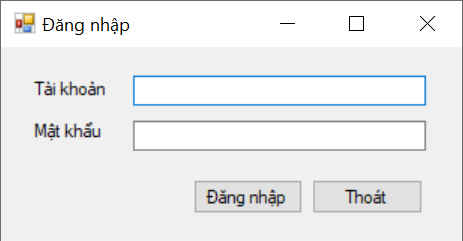 Đăng nhập
Tài khoản
Mật khẩu
Đăng nhập Thoát